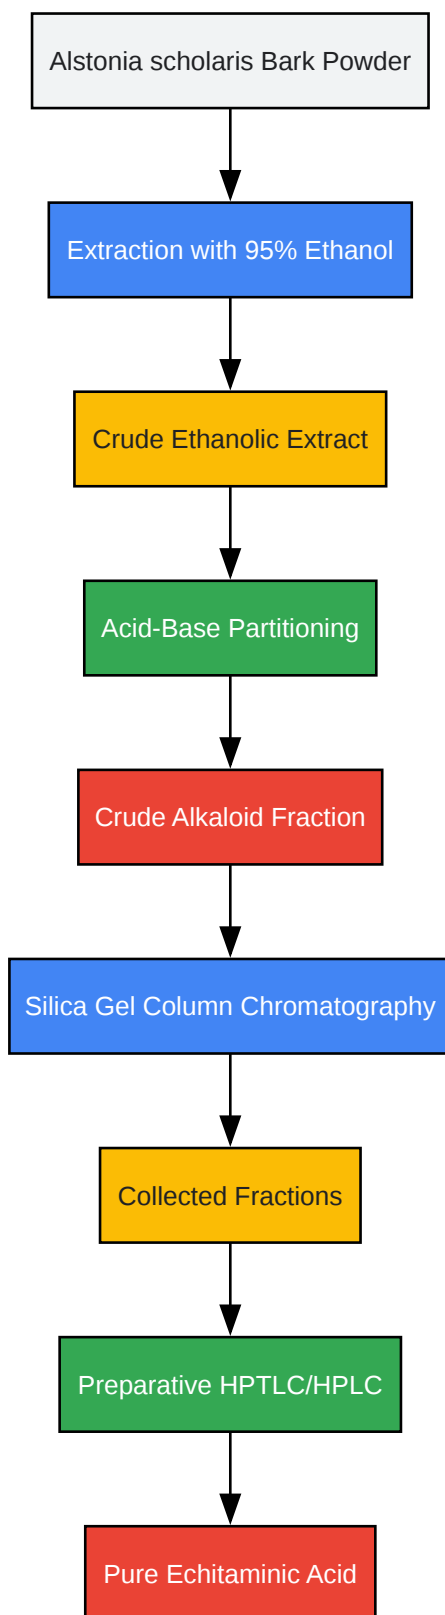 Alstonia scholaris Bark Powder
Extraction with 95% Ethanol
Crude Ethanolic Extract
Acid-Base Partitioning
Crude Alkaloid Fraction
Silica Gel Column Chromatography
Collected Fractions
Preparative HPTLC/HPLC
Pure Echitaminic Acid